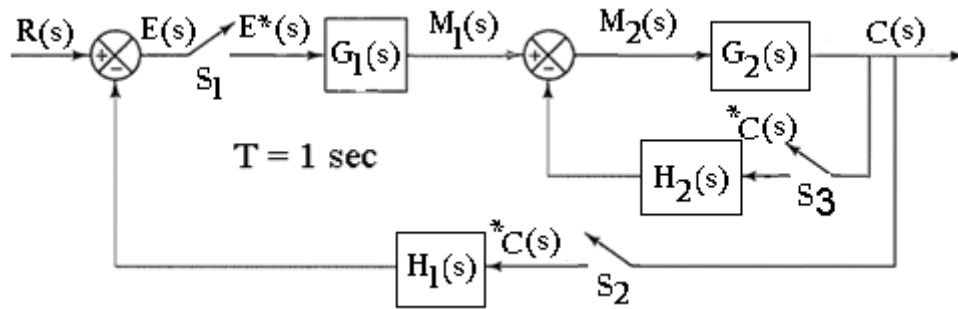 R(s)
+
-
E(s)
S1
E*(s)
G1(s)
M1(s)
+
-
M2(s)
G2(s)
C(s)
*C(s)
H2(s)
S3
T = 1 sec
H1(s)
*C(s)
S2